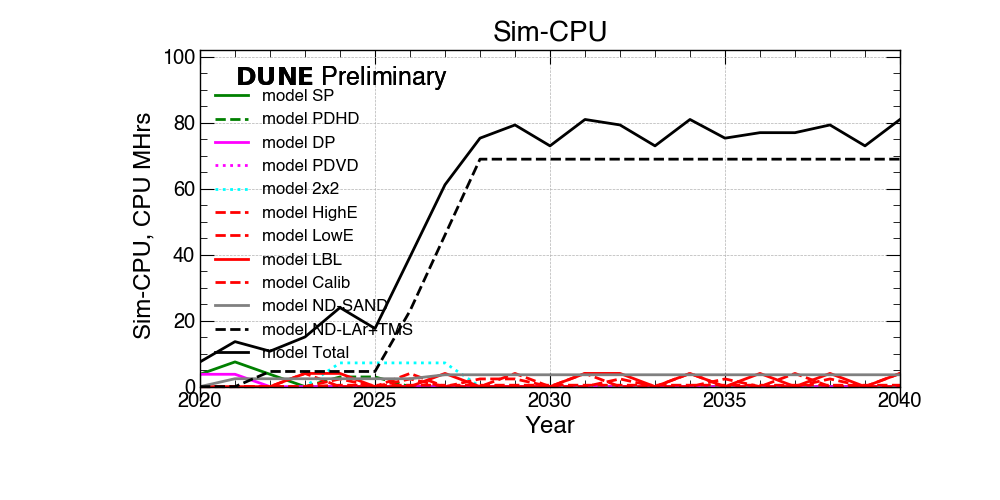 Sim-CPU
DUNE Preliminary
model SP
model PDHD
model DP
model PDVD
model 2x2
model HighE
model LowE
model LBL
model Calib
model ND-SAND
model ND-LAr+TMS
model Total
100
80
60
40
20
0
Sim-CPU, CPU MHrs
2020 2025 2030 2035 2040
Year